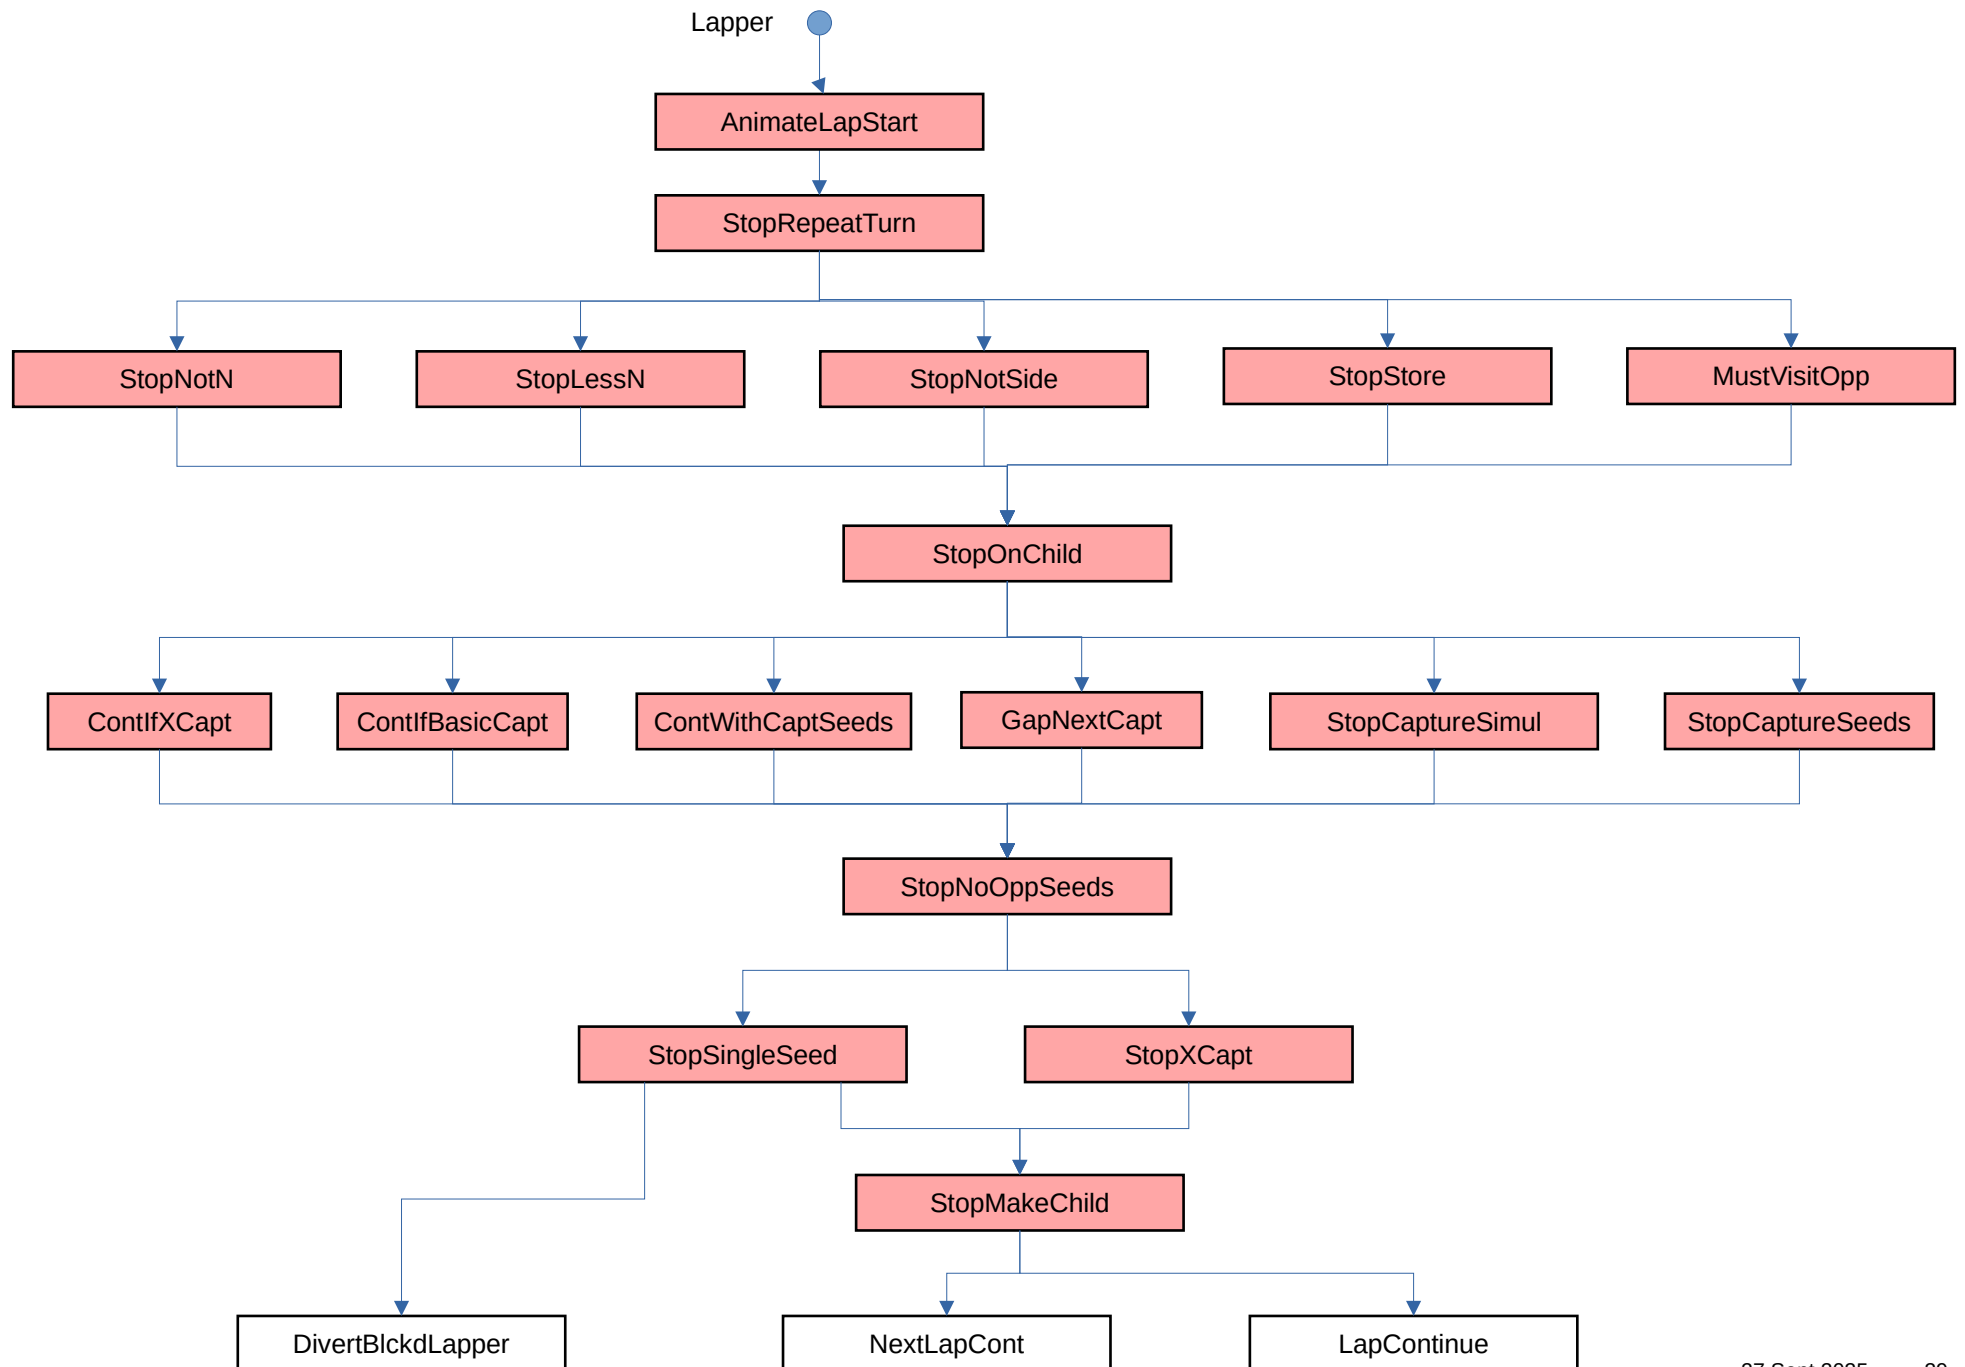 Lapper
AnimateLapStart
StopRepeatTurn
StopNotN
StopLessN
StopNotSide
StopStore
MustVisitOpp
StopOnChild
ContIfXCapt
ContIfBasicCapt
ContWithCaptSeeds
GapNextCapt
StopCaptureSimul
StopCaptureSeeds
StopNoOppSeeds
StopSingleSeed
StopXCapt
StopMakeChild
DivertBlckdLapper
NextLapCont
LapContinue